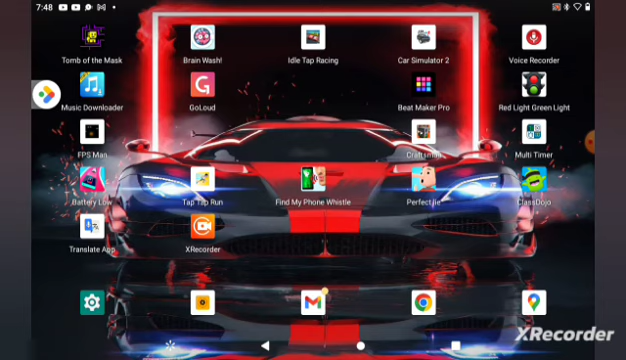 7:48
Tomb of the Mask
Brain Wash!
Idle Tap Racing
Car Simulator 2
Voice Recorder
Music Downloader
GoLoud
Beat Maker Pro
Red Light Green Light
FPS Man
Craftsman
Multi Timer
Battery Low
Tap Tap Run
Find My Phone Whistle
Perfect lie
ClassDojo
Translate App
XRecorder
XRecorder